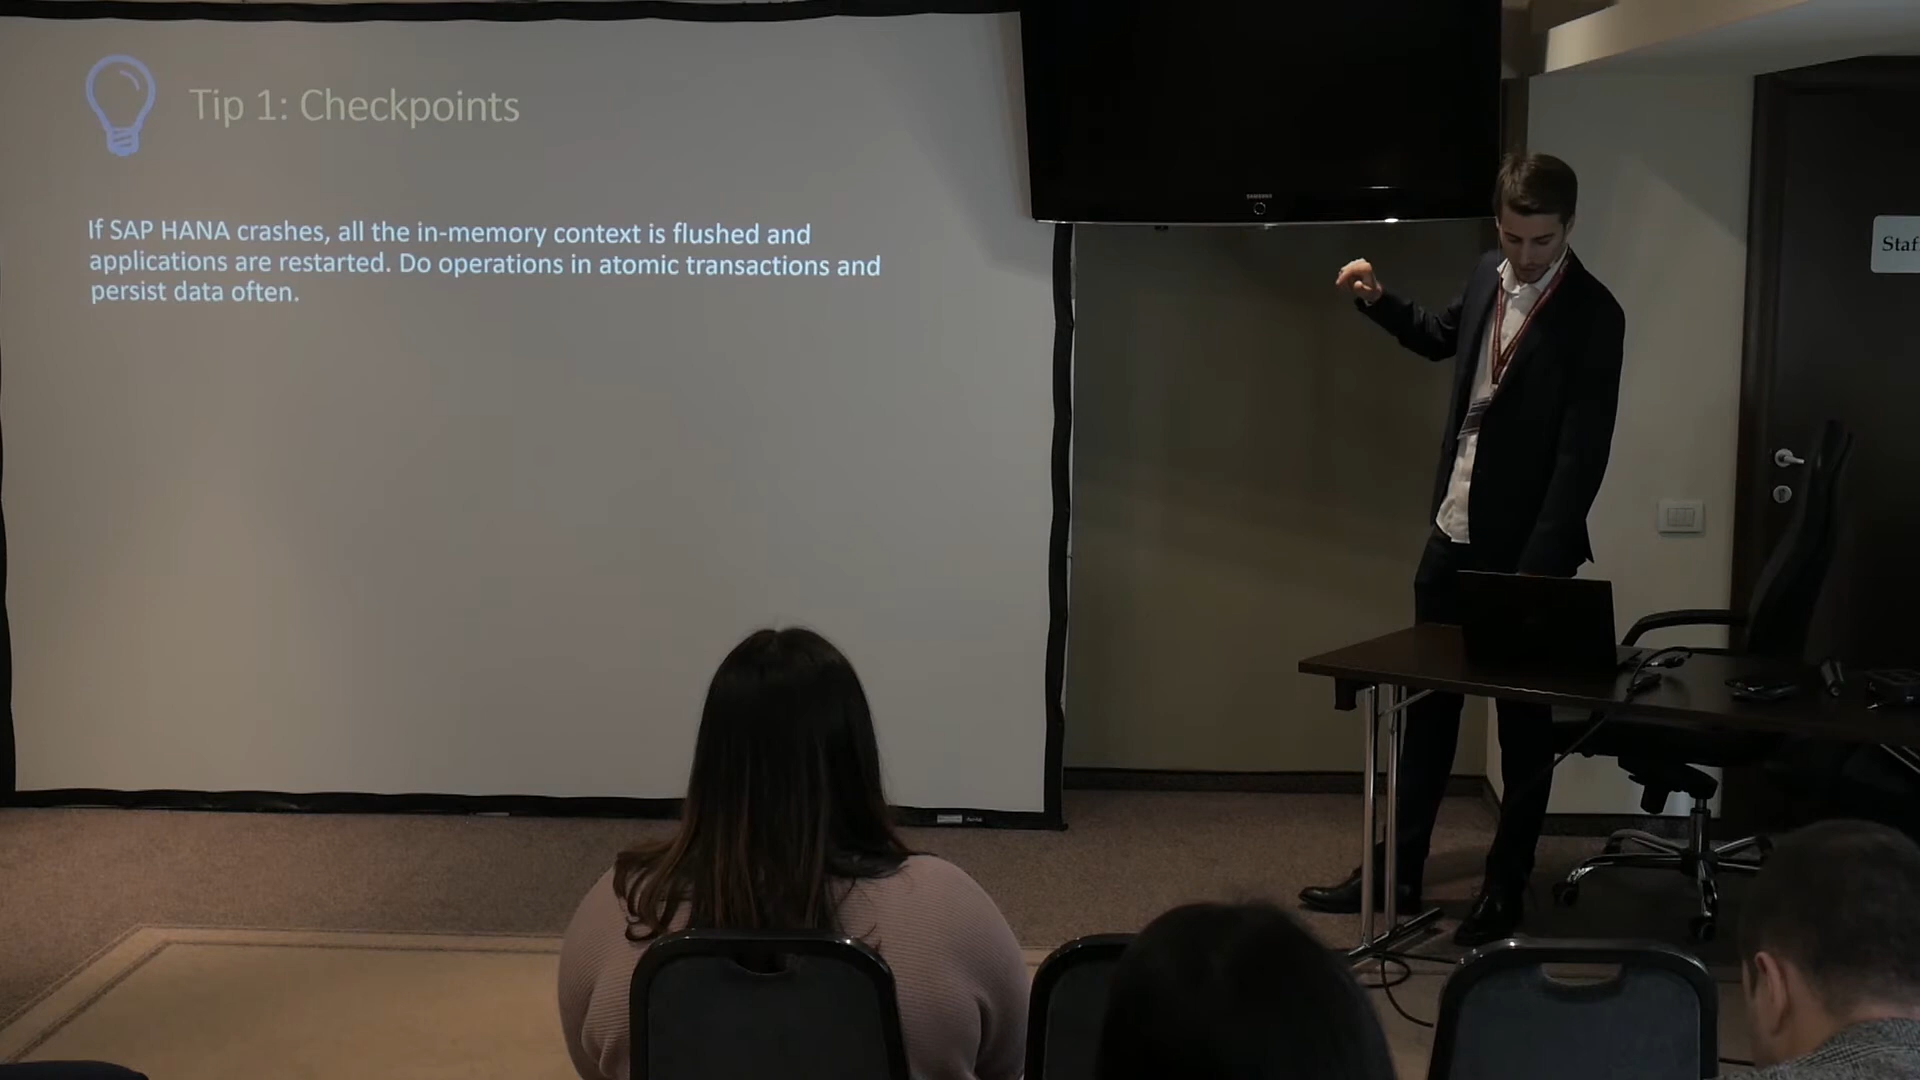 Tip 1: Checkpoints
If SAP HANA crashes, all the in-memory context is flushed and
applications are restarted. Do operations in atomic transactions and
persist data often.
SAMSUNG
Staf